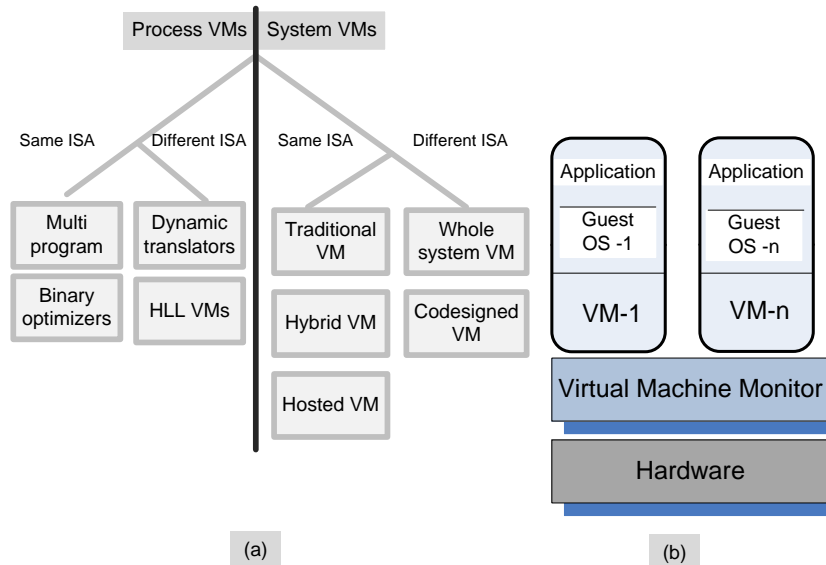 Process VMs
System VMs
Same ISA
Different ISA
Same ISA
Different ISA
Multi
program
Dynamic
translators
Binary
optimizers
HLL VMs
Traditional
VM
Whole
system VM
Hybrid VM
Codesigned
VM
Hosted VM
(a)
Application
Guest
OS -1
VM-1
Application
Guest
OS -n
VM-n
Virtual Machine Monitor
Hardware
(b)